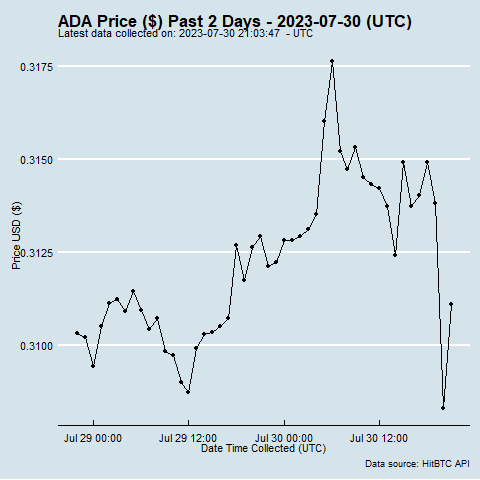 ADA Price ($) Past 2 Days - 2023-07-30 (UTC)
Latest data collected on: 2023-07-30 21:03:47 - UTC
0.3175
0.3150
0.3125
0.3100
Price USD ($)
Jul 29 00:00 Jul 29 12:00 Jul 30 00:00 Jul 30 12:00
Date Time Collected (UTC)
Data source: HitBTC API